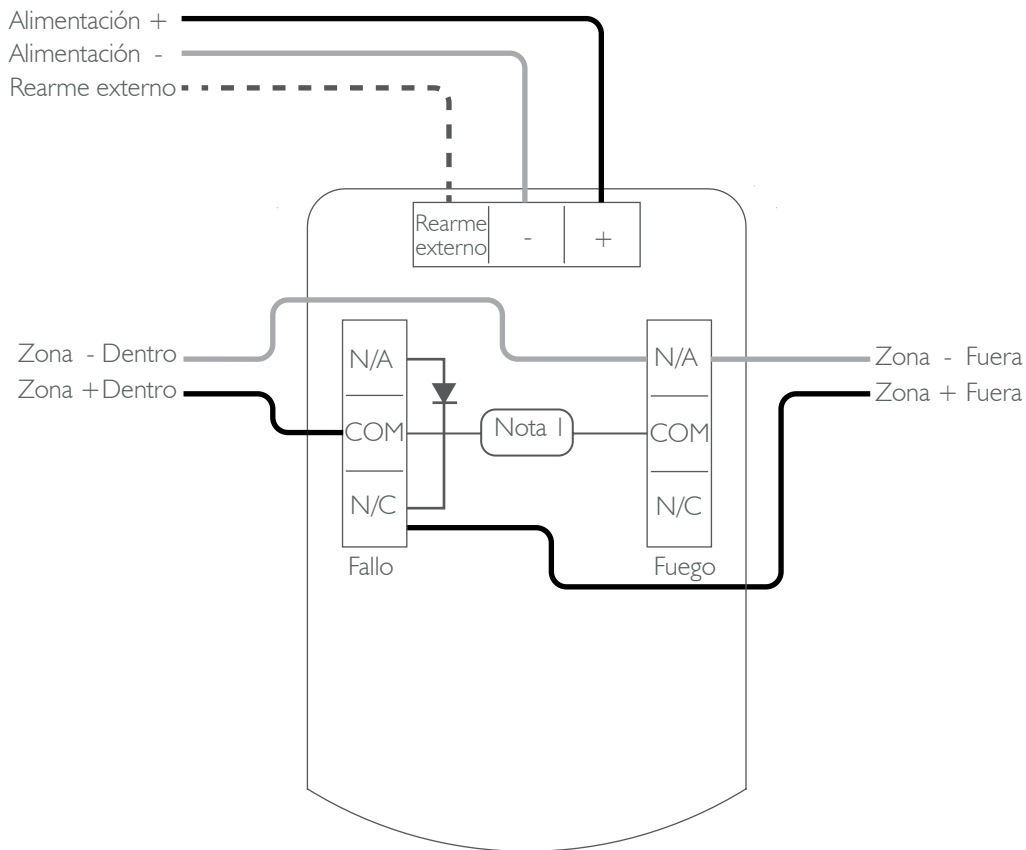 Alimentación +
Alimentación -
Rearme externo
Rearme
externo
-
+
Zona - Dentro
Zona + Dentro
N/A
COM
N/C
Fallo
Nota 1
N/A
COM
N/C
Fuego
Zona - Fuera
Zona + Fuera